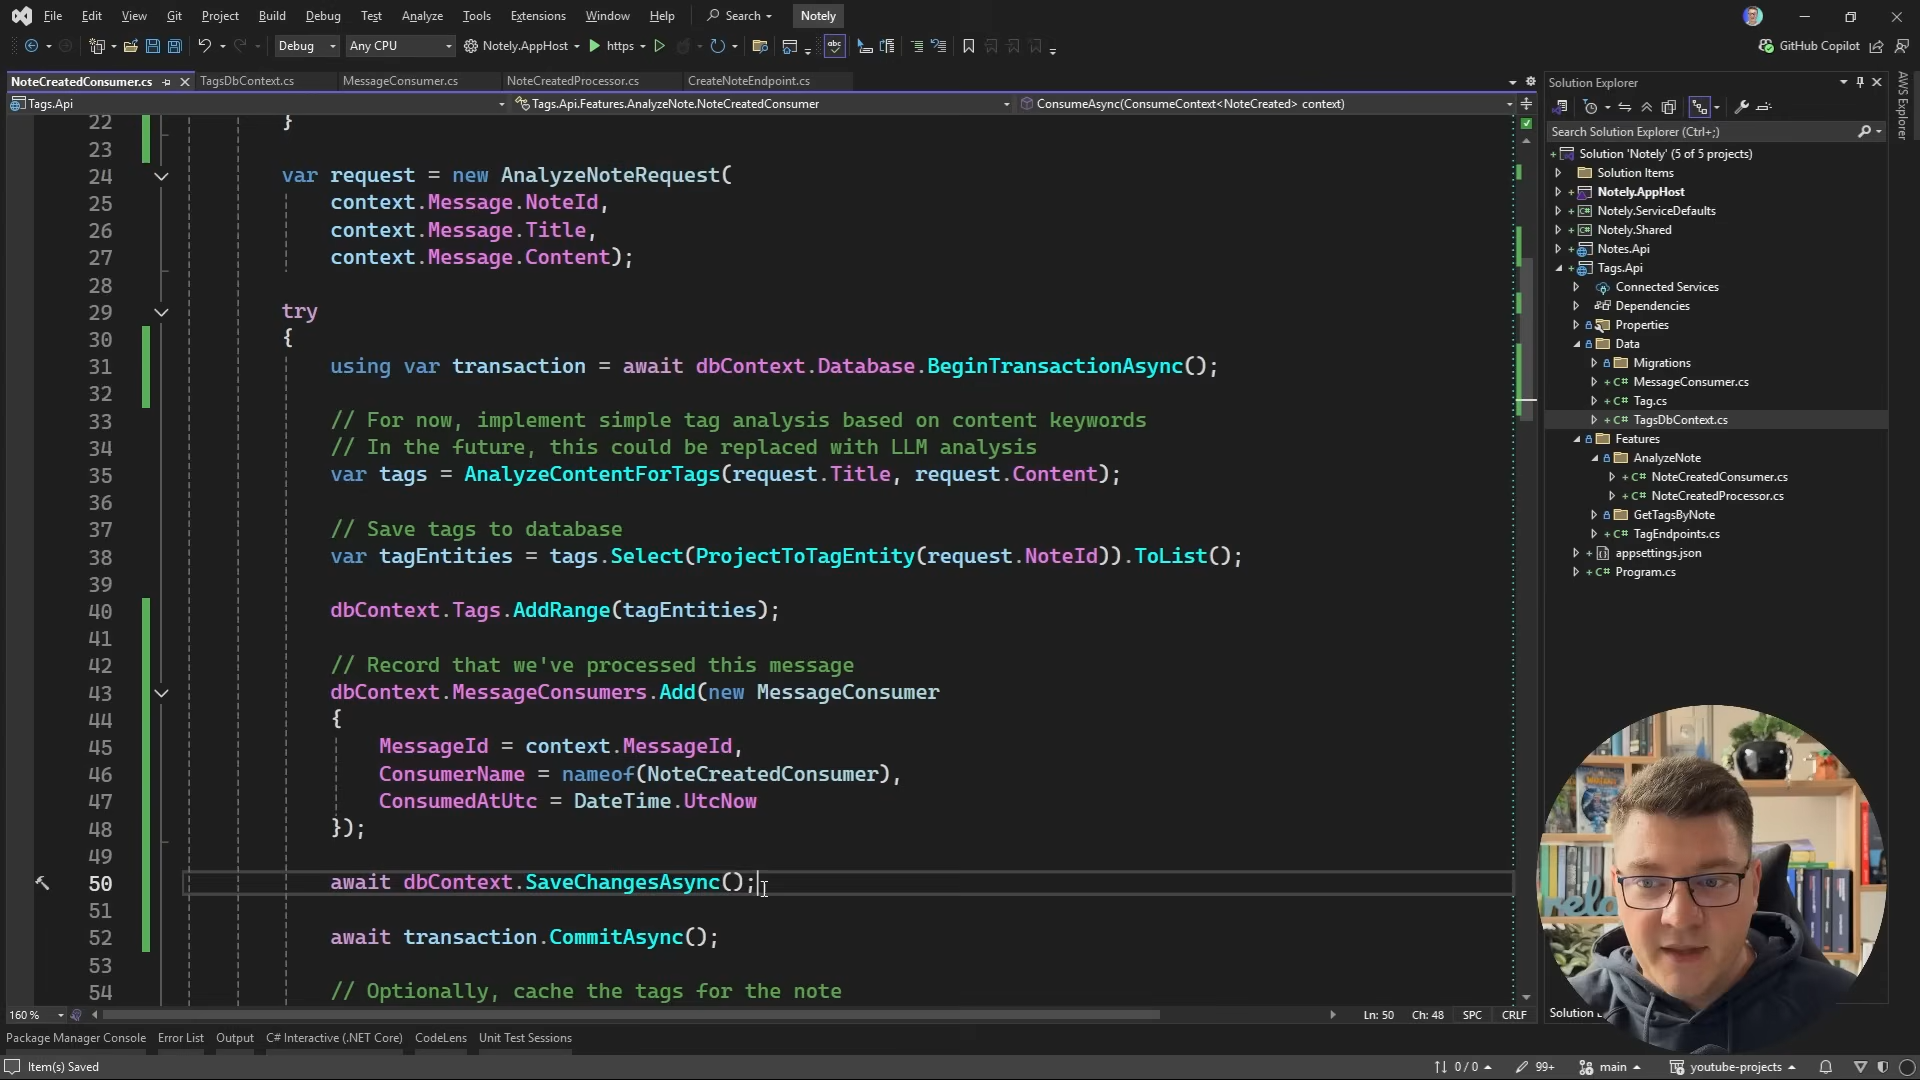 File Edit View Git Project Build Debug Test Analyze Tools Extensions Window Help Search Notely
Debug Any CPU Notely.AppHost https GitHub Copilot
NoteCreatedConsumer.cs TagsDbContext.cs MessageConsumer.cs NoteCreatedProcessor.cs CreateNoteEndpoint.cs
Tags.Api Tags.Api.Features.AnalyzeNote.NoteCreatedConsumer ConsumeAsync(ConsumeContext<NoteCreated> context)
22 }
23
24 var request = new AnalyzeNoteRequest(
25 context.Message.NoteId,
26 context.Message.Title,
27 context.Message.Content);
28
29 try
30 {
31 using var transaction = await dbContext.Database.BeginTransactionAsync();
32
33 // For now, implement simple tag analysis based on content keywords
34 // In the future, this could be replaced with LLM analysis
35 var tags = AnalyzeContentForTags(request.Title, request.Content);
36
37 // Save tags to database
38 var tagEntities = tags.Select(ProjectToTagEntity(request.NoteId)).ToList();
39
40 dbContext.Tags.AddRange(tagEntities);
41
42 // Record that we've processed this message
43 dbContext.MessageConsumers.Add(new MessageConsumer
44 {
45 MessageId = context.MessageId,
46 ConsumerName = nameof(NoteCreatedConsumer),
47 ConsumedAtUtc = DateTime.UtcNow
48 });
49
50 await dbContext.SaveChangesAsync();
51
52 await transaction.CommitAsync();
53
54 // Optionally, cache the tags for the note
160 % Ln: 50 Ch: 48 SPC CRLF
Package Manager Console Error List Output C# Interactive (.NET Core) CodeLens Unit Test Sessions
Item(s) Saved 0 / 0 99+ main youtube-projects
Solution Explorer
Search Solution Explorer (Ctrl+;)
Solution 'Notely' (5 of 5 projects)
Solution Items
Notely.AppHost
Notely.ServiceDefaults
Notely.Shared
Notes.Api
Tags.Api
Connected Services
Dependencies
Properties
Data
Migrations
C# MessageConsumer.cs
C# Tag.cs
C# TagsDbContext.cs
Features
AnalyzeNote
C# NoteCreatedConsumer.cs
C# NoteCreatedProcessor.cs
GetTagsByNote
C# TagEndpoints.cs
appsettings.json
C# Program.cs
AWS Explorer